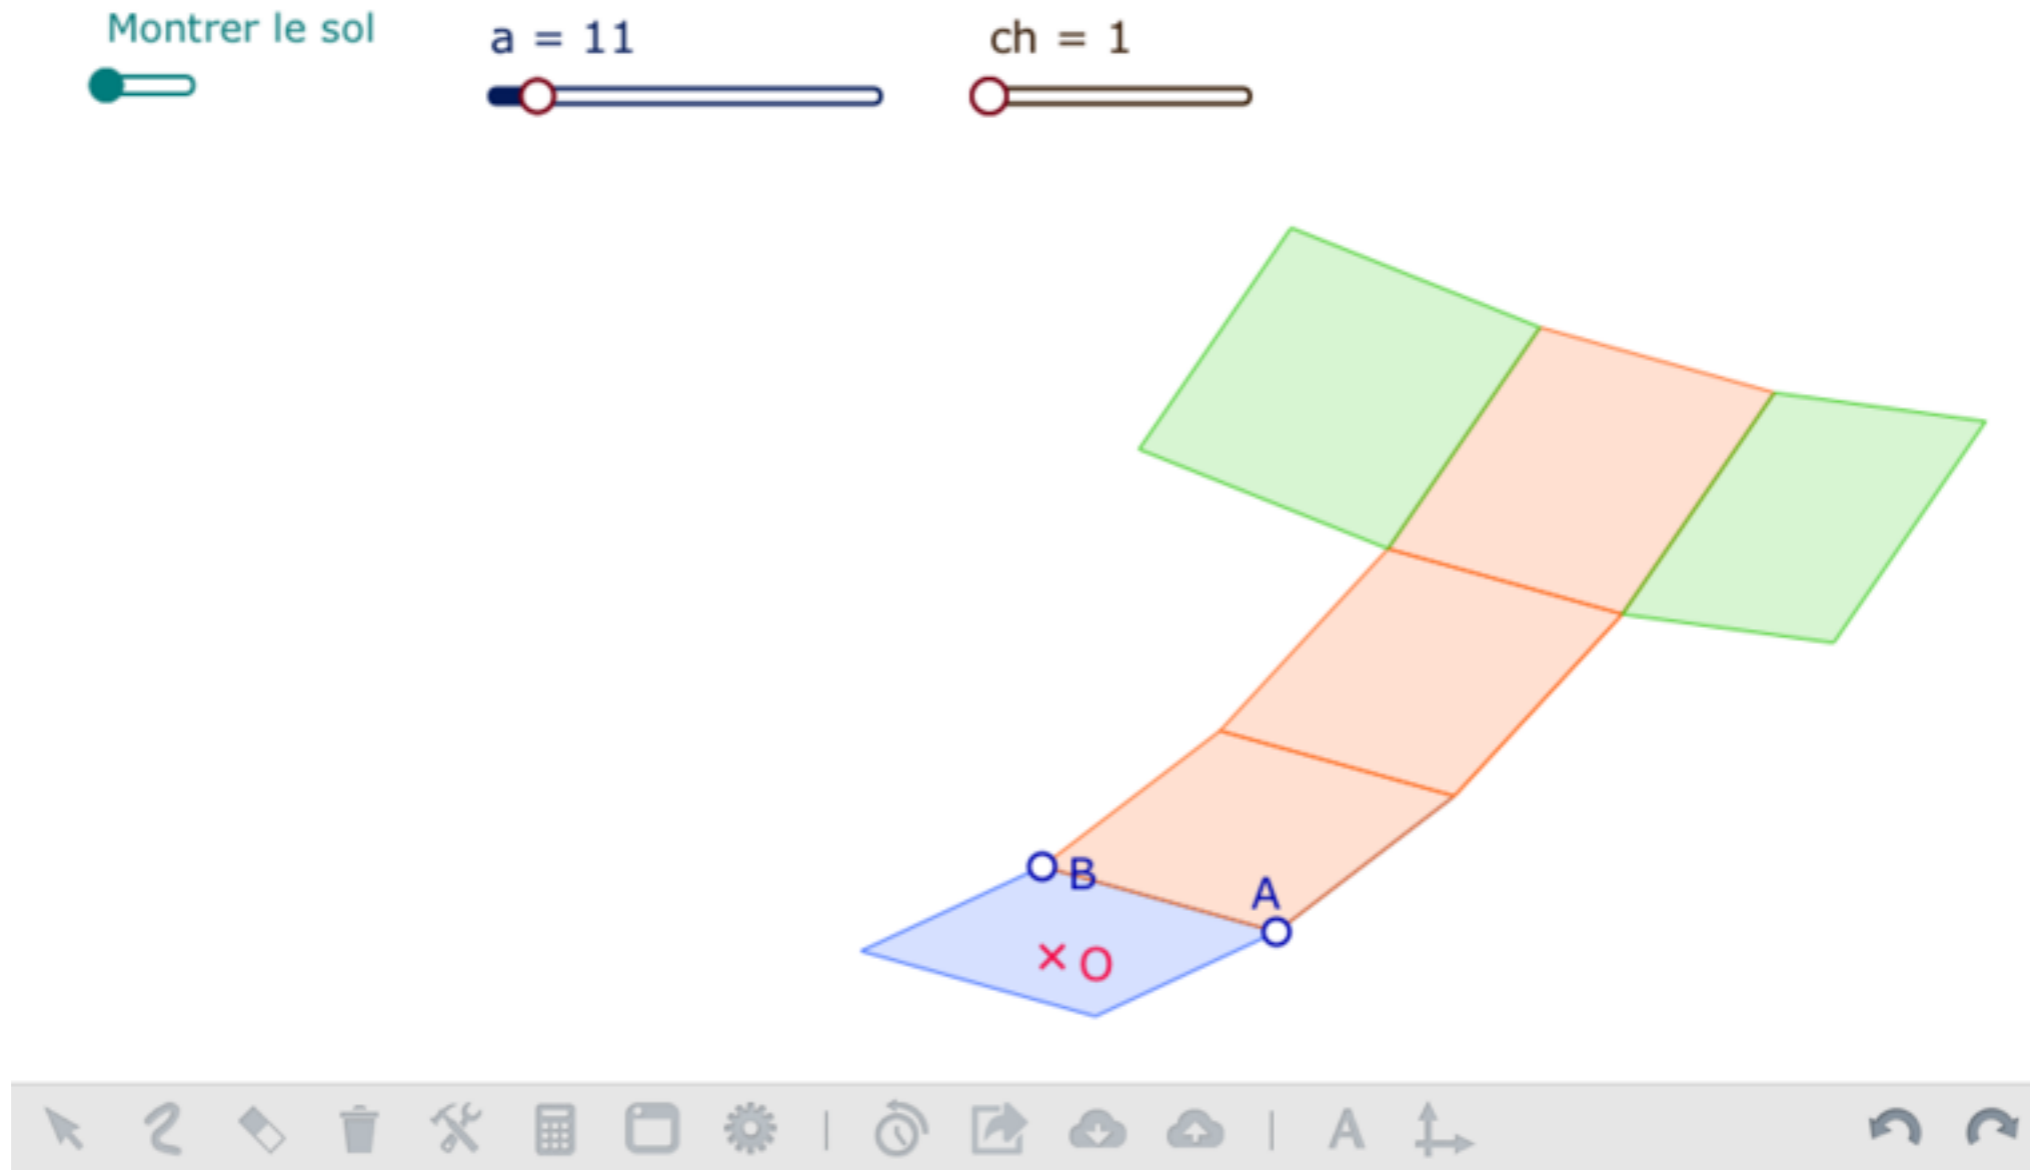 Montrer le sol
a = 11
ch = 1
B
A
O
A